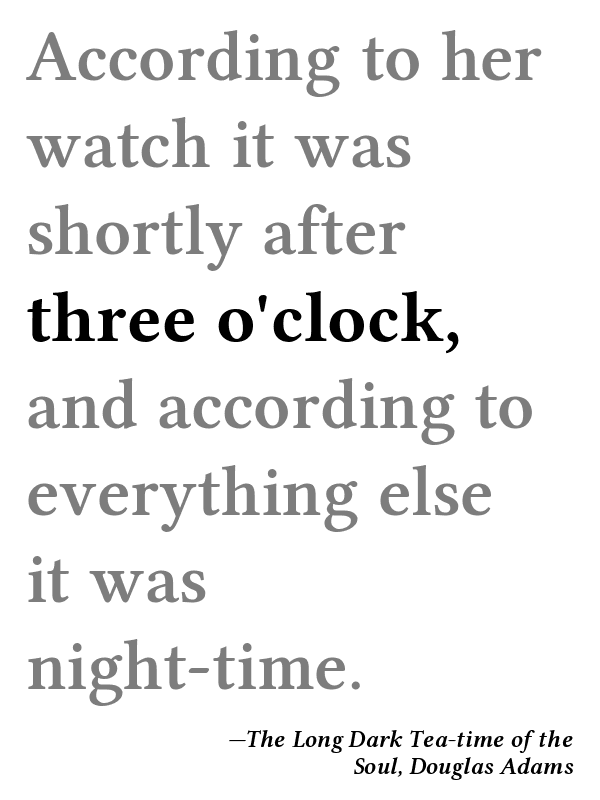 According to her
watch it was
shortly after
three o'clock,
and according to
everything else
it was
night-time.
—The Long Dark Tea-time of the
Soul, Douglas Adams